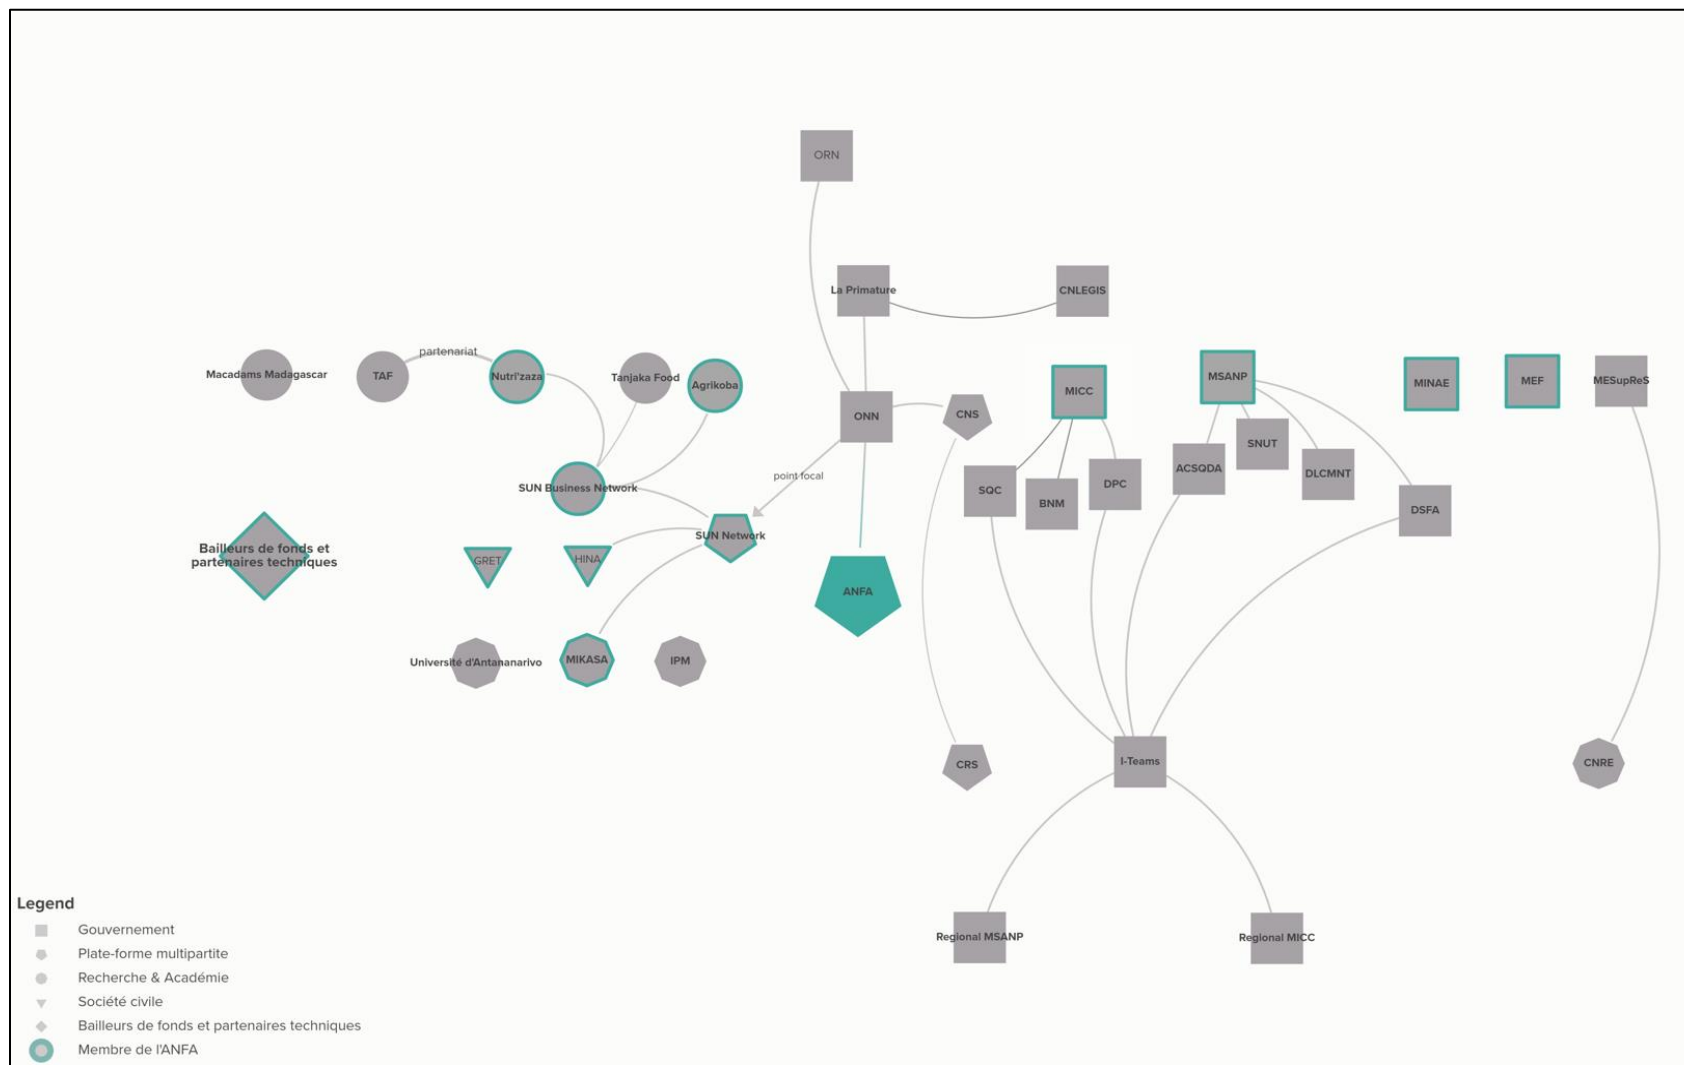 ORN
La Primature
CNLEGIS
Macadams Madagascar
TAF
partenariat
Nutri'zaza
Tanjaka Food
Agrikoba
ONN
CNS
MICC
MSANP
MINAE
MEF
MESupReS
SQC
BNM
DPC
ACSQDA
SNUT
DLCMNT
DSFA
SUN Business Network
point focal
SUN Network
Bailleurs de fonds et
partenaires techniques
GRET
HINA
ANFA
Université d'Antananarivo
MIKASA
IPM
CRS
I-Teams
CNRE
Regional MSANP
Regional MICC
Legend
Gouvernement
Plate-forme multipartite
Recherche & Académie
Société civile
Bailleurs de fonds et partenaires techniques
Membre de l'ANFA